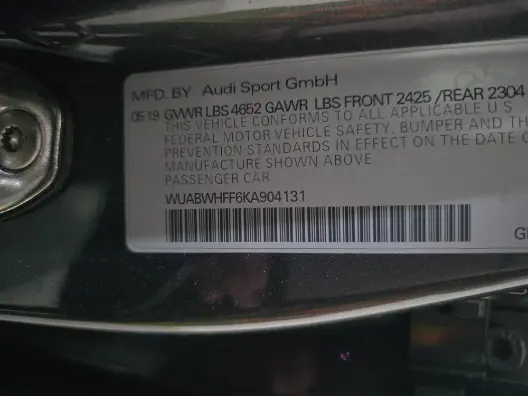 MFD. BY Audi Sport GmbH
05 19 GVWR LBS 4652 GAWR LBS FRONT 2425 /REAR 2304
THIS VEHICLE CONFORMS TO ALL APPLICABLE U S
FEDERAL MOTOR VEHICLE SAFETY, BUMPER AND THE
PREVENTION STANDARDS IN EFFECT ON THE DATE O
MANUFACTURE SHOWN ABOVE
PASSENGER CAR
WUABWHFF6KA904131